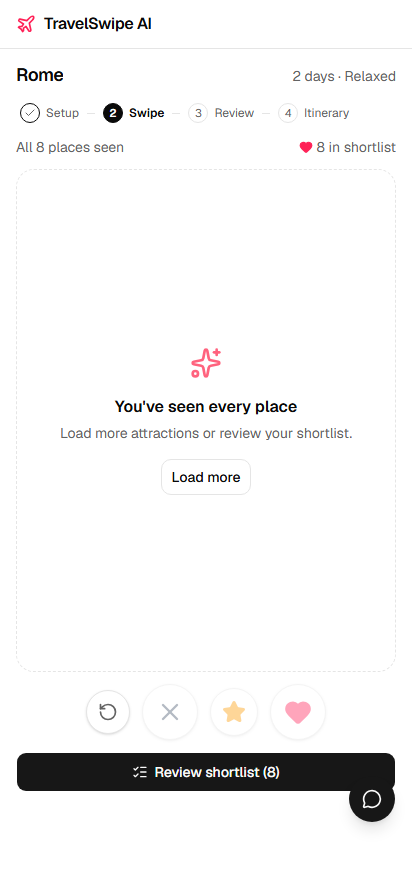 TravelSwipe AI
Rome
2 days · Relaxed
Setup
2 Swipe
3 Review
4 Itinerary
All 8 places seen
8 in shortlist
You've seen every place
Load more attractions or review your shortlist.
Load more
Review shortlist (8)